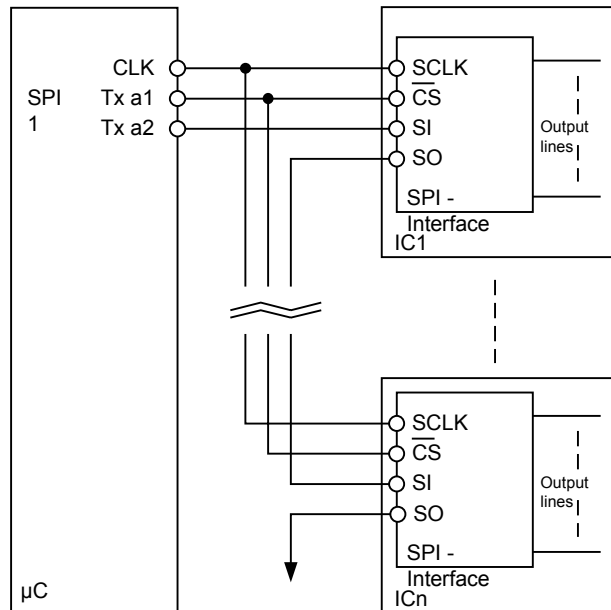 SPI
1
CLK
Tx a1
Tx a2
µC
SCLK
CS
SI
SO
SPI -
Interface
IC1
Output
lines
SCLK
CS
SI
SO
SPI -
Interface
ICn
Output
lines